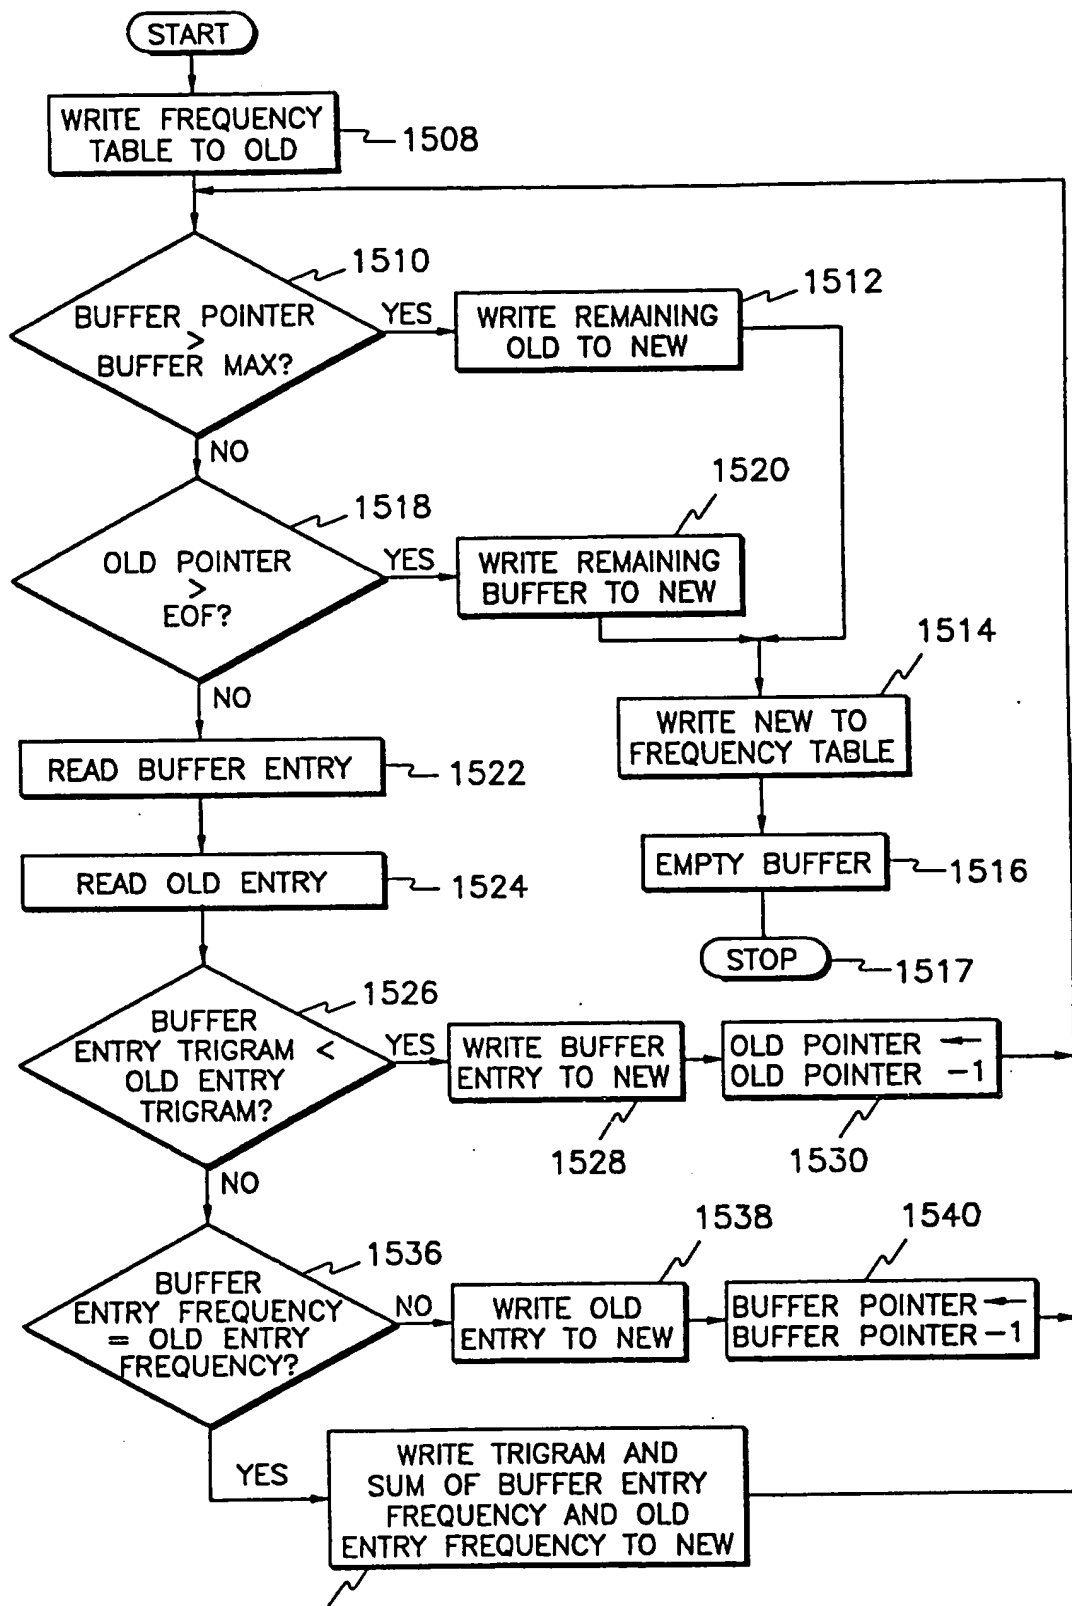 START
WRITE FREQUENCY
TABLE TO OLD
1508
1510
BUFFER POINTER
>
BUFFER MAX?
YES
NO
1512
WRITE REMAINING
OLD TO NEW
1518
OLD POINTER
>
EOF?
YES
NO
1520
WRITE REMAINING
BUFFER TO NEW
1514
WRITE NEW TO
FREQUENCY TABLE
READ BUFFER ENTRY
1522
EMPTY BUFFER
1516
READ OLD ENTRY
1524
STOP
1517
1526
BUFFER
ENTRY TRIGRAM <
OLD ENTRY
TRIGRAM?
YES
NO
WRITE BUFFER
ENTRY TO NEW
1528
OLD POINTER ←
OLD POINTER -1
1530
1536
BUFFER
ENTRY FREQUENCY
= OLD ENTRY
FREQUENCY?
NO
YES
1538
WRITE OLD
ENTRY TO NEW
1540
BUFFER POINTER ←
BUFFER POINTER -1
WRITE TRIGRAM AND
SUM OF BUFFER ENTRY
FREQUENCY AND OLD
ENTRY FREQUENCY TO NEW